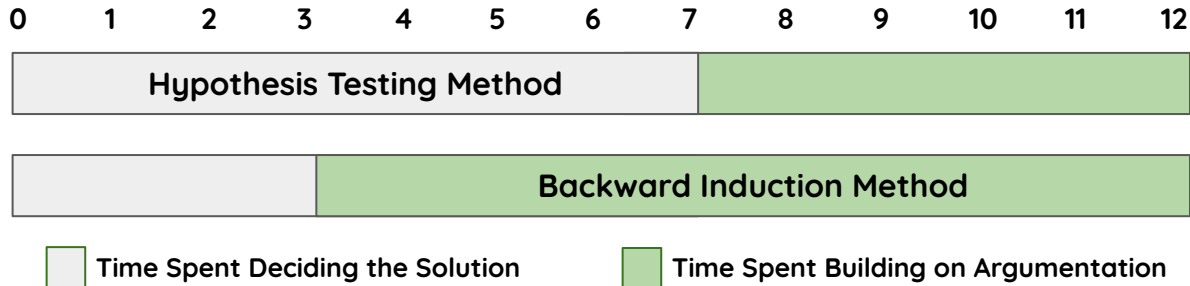 0 1 2 3 4 5 6 7 8 9 10 11 12
Hypothesis Testing Method
Backward Induction Method
Time Spent Deciding the Solution Time Spent Building on Argumentation